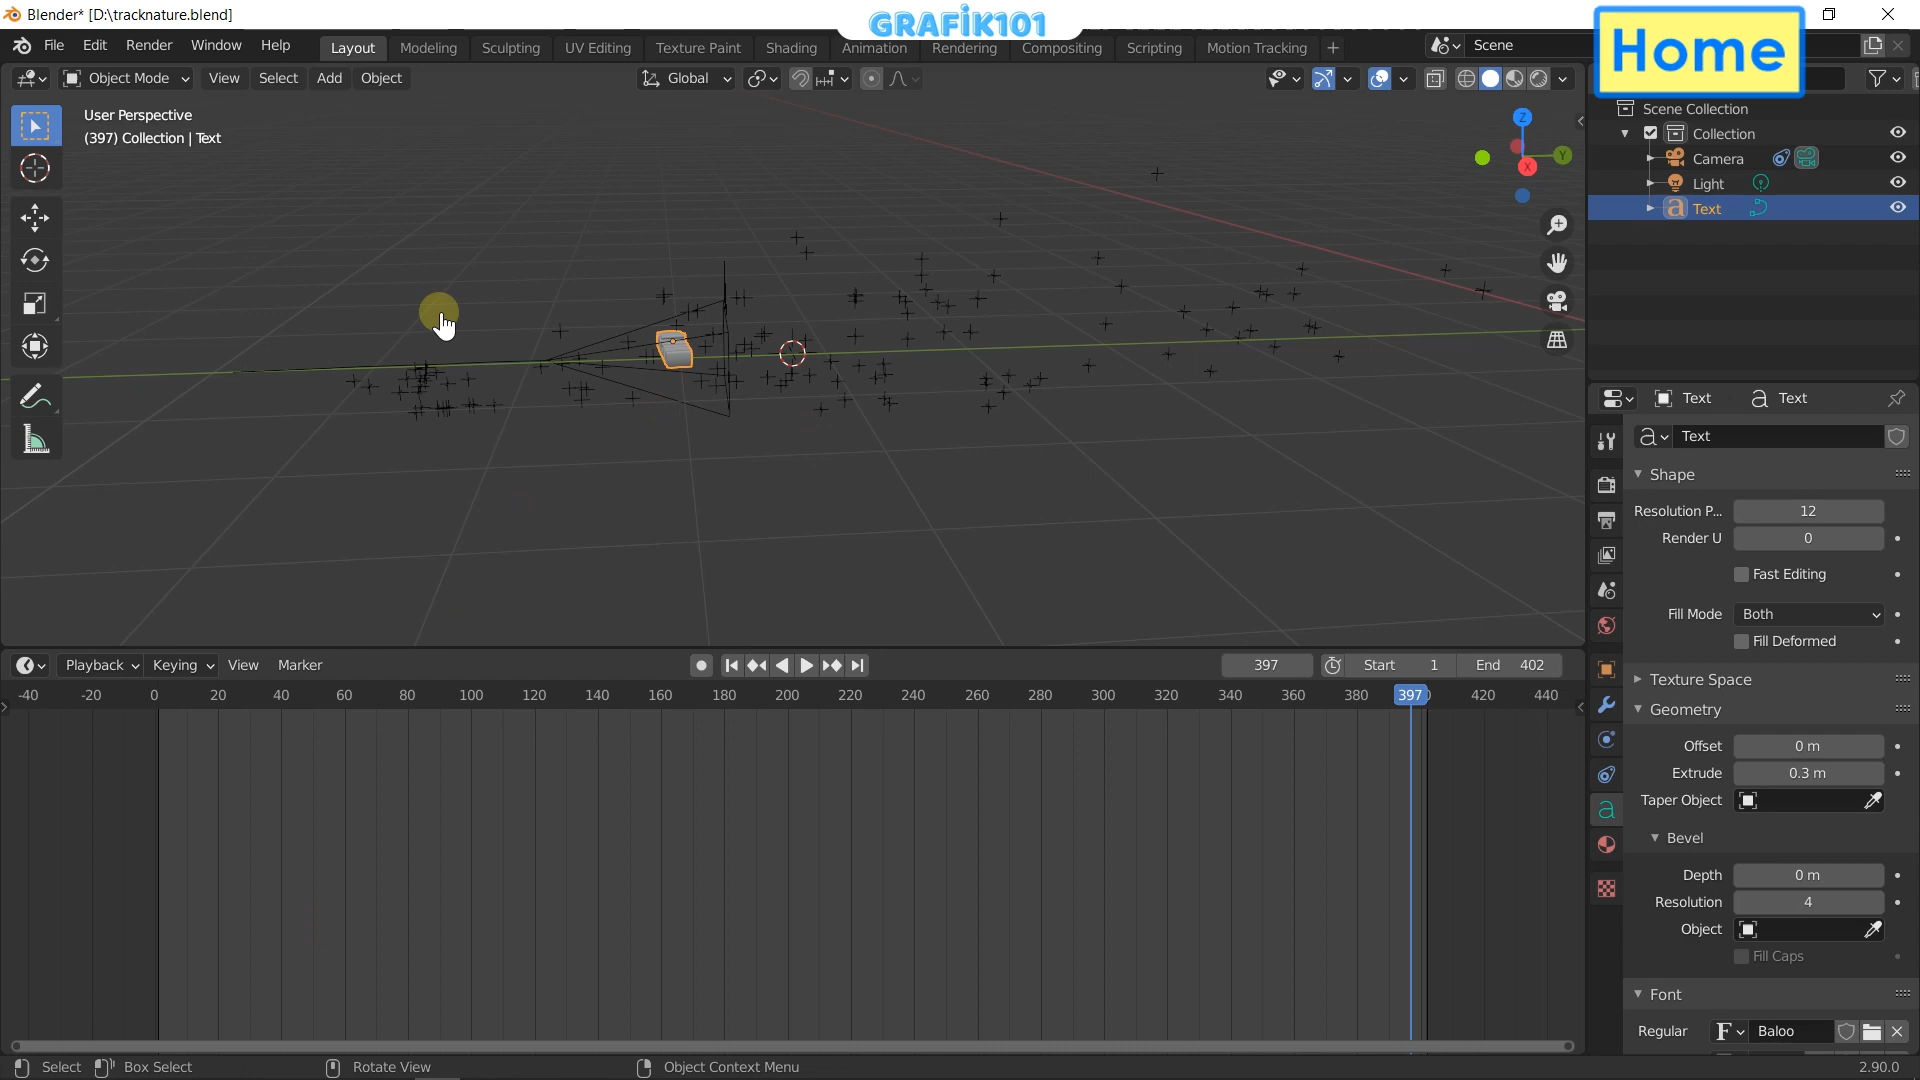 Blender* [D:\tracknature.blend]
GRAFİK101
Home
File Edit Render Window Help
Layout Modeling Sculpting UV Editing Texture Paint Shading Animation Rendering Compositing Scripting Motion Tracking +
Scene
Object Mode View Select Add Object
Global
User Perspective
(397) Collection | Text
Z
Y
X
Scene Collection
Collection
Camera
Light
Text
Text Text
Text
Shape
Resolution P... 12
Render U 0
Fast Editing
Fill Mode Both
Fill Deformed
Texture Space
Geometry
Offset 0 m
Extrude 0.3 m
Taper Object
Bevel
Depth 0 m
Resolution 4
Object
Fill Caps
Font
Regular Baloo
Playback Keying View Marker
397 Start 1 End 402
-40 -20 0 20 40 60 80 100 120 140 160 180 200 220 240 260 280 300 320 340 360 380 397 420 440
Select Box Select Rotate View Object Context Menu
2.90.0